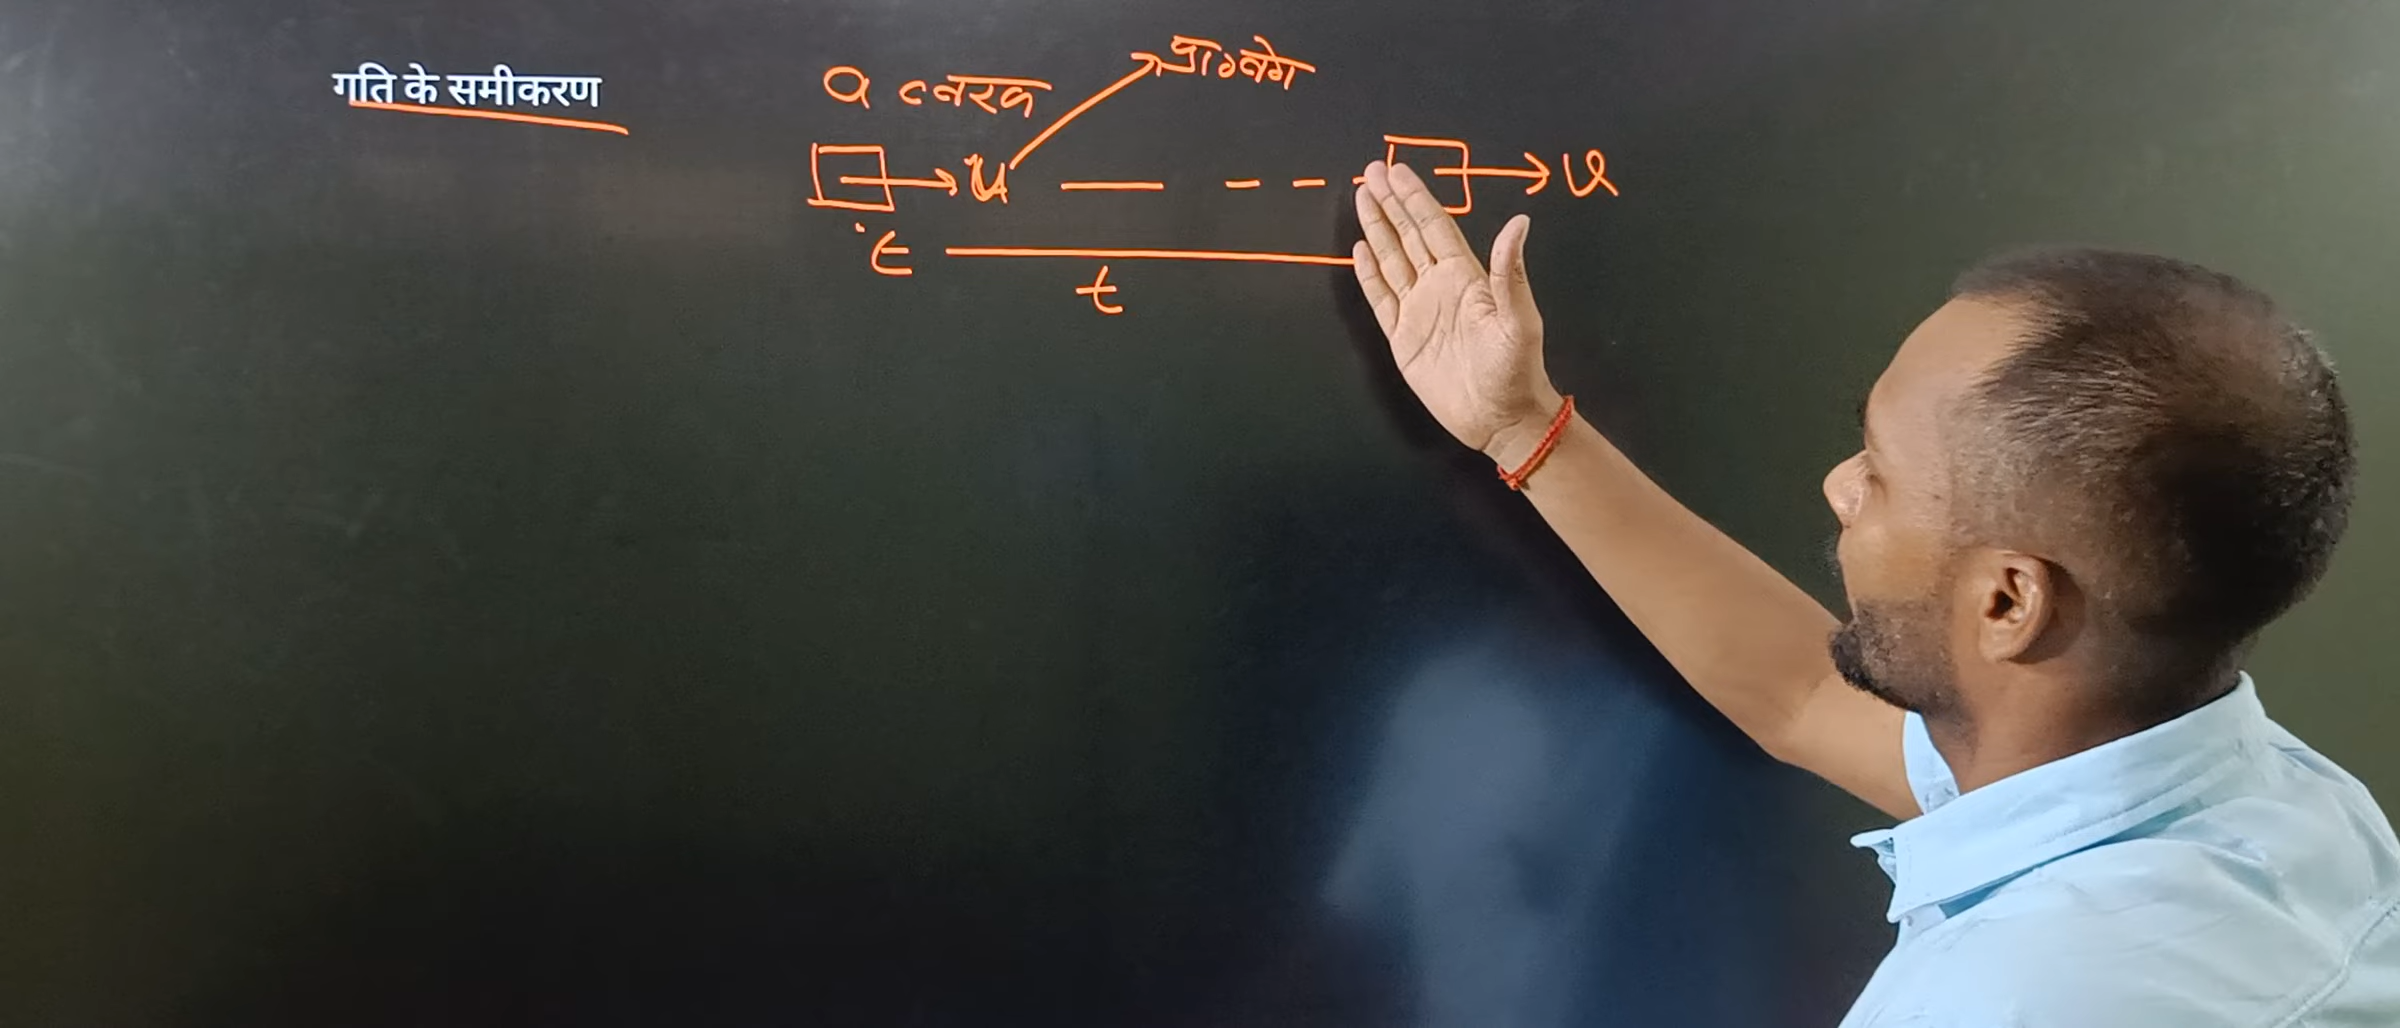 गति के समीकरण
a त्वरक
प्रा०वेग
u
v
t
t